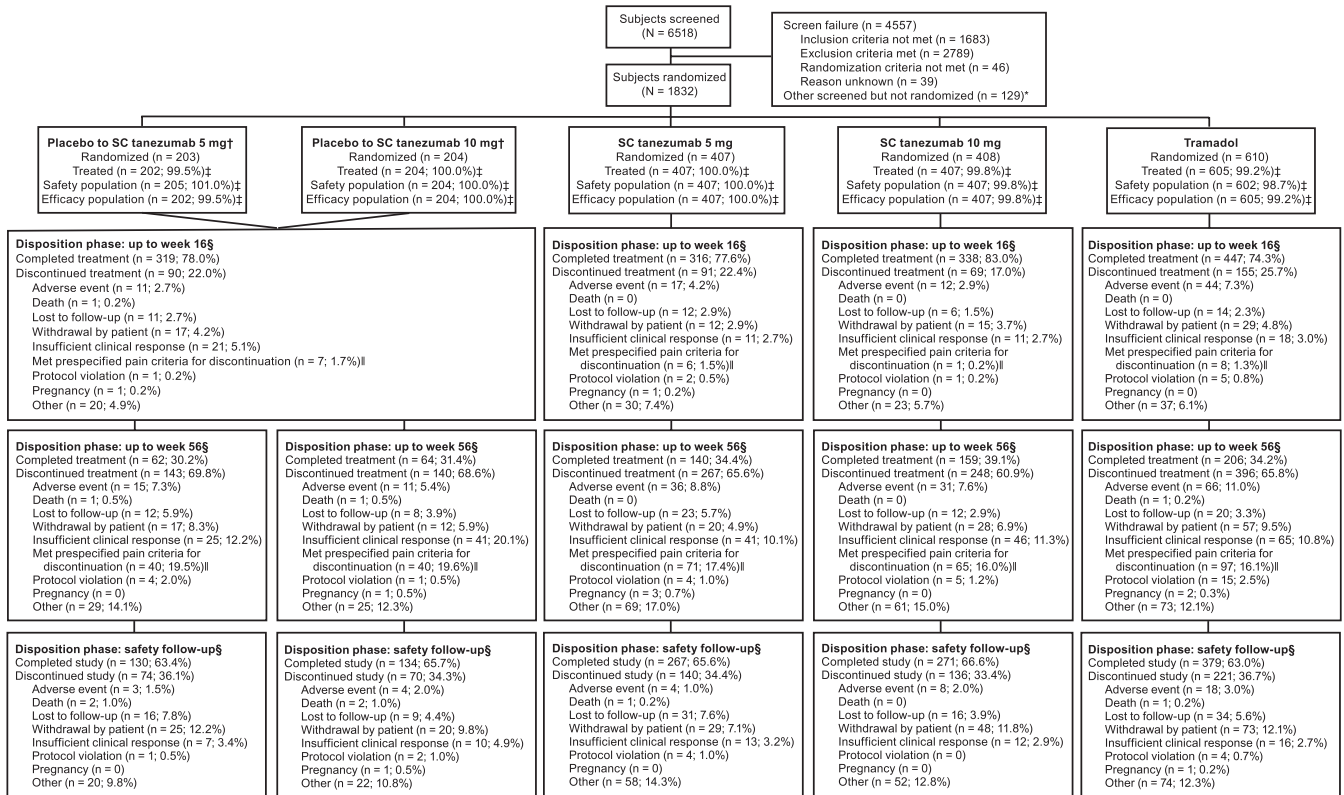 Subjects screened
(N = 6518)
Screen failure (n = 4557)
Inclusion criteria not met (n = 1683)
Exclusion criteria met (n = 2789)
Randomization criteria not met (n = 46)
Reason unknown (n = 39)
Other screened but not randomized (n = 129)*
Subjects randomized
(N = 1832)
Placebo to SC tanezumab 5 mg†
Randomized (n = 203)
Treated (n = 202; 99.5%)‡
Safety population (n = 205; 101.0%)‡
Efficacy population (n = 202; 99.5%)‡
Placebo to SC tanezumab 10 mg†
Randomized (n = 204)
Treated (n = 204; 100.0%)‡
Safety population (n = 204; 100.0%)‡
Efficacy population (n = 204; 100.0%)‡
SC tanezumab 5 mg
Randomized (n = 407)
Treated (n = 407; 100.0%)‡
Safety population (n = 407; 100.0%)‡
Efficacy population (n = 407; 100.0%)‡
SC tanezumab 10 mg
Randomized (n = 408)
Treated (n = 407; 99.8%)‡
Safety population (n = 407; 99.8%)‡
Efficacy population (n = 407; 99.8%)‡
Tramadol
Randomized (n = 610)
Treated (n = 605; 99.2%)‡
Safety population (n = 602; 98.7%)‡
Efficacy population (n = 605; 99.2%)‡
Disposition phase: up to week 16§
Completed treatment (n = 319; 78.0%)
Discontinued treatment (n = 90; 22.0%)
Adverse event (n = 11; 2.7%)
Death (n = 1; 0.2%)
Lost to follow-up (n = 11; 2.7%)
Withdrawal by patient (n = 17; 4.2%)
Insufficient clinical response (n = 21; 5.1%)
Met prespecified pain criteria for discontinuation (n = 7; 1.7%)‖
Protocol violation (n = 1; 0.2%)
Pregnancy (n = 1; 0.2%)
Other (n = 20; 4.9%)
Disposition phase: up to week 16§
Completed treatment (n = 316; 77.6%)
Discontinued treatment (n = 91; 22.4%)
Adverse event (n = 17; 4.2%)
Death (n = 0)
Lost to follow-up (n = 12; 2.9%)
Withdrawal by patient (n = 12; 2.9%)
Insufficient clinical response (n = 11; 2.7%)
Met prespecified pain criteria for
discontinuation (n = 6; 1.5%)‖
Protocol violation (n = 2; 0.5%)
Pregnancy (n = 1; 0.2%)
Other (n = 30; 7.4%)
Disposition phase: up to week 16§
Completed treatment (n = 338; 83.0%)
Discontinued treatment (n = 69; 17.0%)
Adverse event (n = 12; 2.9%)
Death (n = 0)
Lost to follow-up (n = 6; 1.5%)
Withdrawal by patient (n = 15; 3.7%)
Insufficient clinical response (n = 11; 2.7%)
Met prespecified pain criteria for
discontinuation (n = 1; 0.2%)‖
Protocol violation (n = 1; 0.2%)
Pregnancy (n = 0)
Other (n = 23; 5.7%)
Disposition phase: up to week 16§
Completed treatment (n = 447; 74.3%)
Discontinued treatment (n = 155; 25.7%)
Adverse event (n = 44; 7.3%)
Death (n = 0)
Lost to follow-up (n = 14; 2.3%)
Withdrawal by patient (n = 29; 4.8%)
Insufficient clinical response (n = 18; 3.0%)
Met prespecified pain criteria for
discontinuation (n = 8; 1.3%)‖
Protocol violation (n = 5; 0.8%)
Pregnancy (n = 0)
Other (n = 37; 6.1%)
Disposition phase: up to week 56§
Completed treatment (n = 62; 30.2%)
Discontinued treatment (n = 143; 69.8%)
Adverse event (n = 15; 7.3%)
Death (n = 1; 0.5%)
Lost to follow-up (n = 12; 5.9%)
Withdrawal by patient (n = 17; 8.3%)
Insufficient clinical response (n = 25; 12.2%)
Met prespecified pain criteria for
discontinuation (n = 40; 19.5%)‖
Protocol violation (n = 4; 2.0%)
Pregnancy (n = 0)
Other (n = 29; 14.1%)
Disposition phase: up to week 56§
Completed treatment (n = 64; 31.4%)
Discontinued treatment (n = 140; 68.6%)
Adverse event (n = 11; 5.4%)
Death (n = 1; 0.5%)
Lost to follow-up (n = 8; 3.9%)
Withdrawal by patient (n = 12; 5.9%)
Insufficient clinical response (n = 41; 20.1%)
Met prespecified pain criteria for
discontinuation (n = 40; 19.6%)‖
Protocol violation (n = 1; 0.5%)
Pregnancy (n = 1; 0.5%)
Other (n = 25; 12.3%)
Disposition phase: up to week 56§
Completed treatment (n = 140; 34.4%)
Discontinued treatment (n = 267; 65.6%)
Adverse event (n = 36; 8.8%)
Death (n = 0)
Lost to follow-up (n = 23; 5.7%)
Withdrawal by patient (n = 20; 4.9%)
Insufficient clinical response (n = 41; 10.1%)
Met prespecified pain criteria for
discontinuation (n = 71; 17.4%)‖
Protocol violation (n = 4; 1.0%)
Pregnancy (n = 3; 0.7%)
Other (n = 69; 17.0%)
Disposition phase: up to week 56§
Completed treatment (n = 159; 39.1%)
Discontinued treatment (n = 248; 60.9%)
Adverse event (n = 31; 7.6%)
Death (n = 0)
Lost to follow-up (n = 12; 2.9%)
Withdrawal by patient (n = 28; 6.9%)
Insufficient clinical response (n = 46; 11.3%)
Met prespecified pain criteria for
discontinuation (n = 65; 16.0%)‖
Protocol violation (n = 5; 1.2%)
Pregnancy (n = 0)
Other (n = 61; 15.0%)
Disposition phase: up to week 56§
Completed treatment (n = 206; 34.2%)
Discontinued treatment (n = 396; 65.8%)
Adverse event (n = 66; 11.0%)
Death (n = 1; 0.2%)
Lost to follow-up (n = 20; 3.3%)
Withdrawal by patient (n = 57; 9.5%)
Insufficient clinical response (n = 65; 10.8%)
Met prespecified pain criteria for
discontinuation (n = 97; 16.1%)‖
Protocol violation (n = 15; 2.5%)
Pregnancy (n = 2; 0.3%)
Other (n = 73; 12.1%)
Disposition phase: safety follow-up§
Completed study (n = 130; 63.4%)
Discontinued study (n = 74; 36.1%)
Adverse event (n = 3; 1.5%)
Death (n = 2; 1.0%)
Lost to follow-up (n = 16; 7.8%)
Withdrawal by patient (n = 25; 12.2%)
Insufficient clinical response (n = 7; 3.4%)
Protocol violation (n = 1; 0.5%)
Pregnancy (n = 0)
Other (n = 20; 9.8%)
Disposition phase: safety follow-up§
Completed study (n = 134; 65.7%)
Discontinued study (n = 70; 34.3%)
Adverse event (n = 4; 2.0%)
Death (n = 2; 1.0%)
Lost to follow-up (n = 9; 4.4%)
Withdrawal by patient (n = 20; 9.8%)
Insufficient clinical response (n = 10; 4.9%)
Protocol violation (n = 2; 1.0%)
Pregnancy (n = 1; 0.5%)
Other (n = 22; 10.8%)
Disposition phase: safety follow-up§
Completed study (n = 267; 65.6%)
Discontinued study (n = 140; 34.4%)
Adverse event (n = 4; 1.0%)
Death (n = 1; 0.2%)
Lost to follow-up (n = 31; 7.6%)
Withdrawal by patient (n = 29; 7.1%)
Insufficient clinical response (n = 13; 3.2%)
Protocol violation (n = 4; 1.0%)
Pregnancy (n = 0)
Other (n = 58; 14.3%)
Disposition phase: safety follow-up§
Completed study (n = 271; 66.6%)
Discontinued study (n = 136; 33.4%)
Adverse event (n = 8; 2.0%)
Death (n = 0)
Lost to follow-up (n = 16; 3.9%)
Withdrawal by patient (n = 48; 11.8%)
Insufficient clinical response (n = 12; 2.9%)
Protocol violation (n = 0)
Pregnancy (n = 0)
Other (n = 52; 12.8%)
Disposition phase: safety follow-up§
Completed study (n = 379; 63.0%)
Discontinued study (n = 221; 36.7%)
Adverse event (n = 18; 3.0%)
Death (n = 1; 0.2%)
Lost to follow-up (n = 34; 5.6%)
Withdrawal by patient (n = 73; 12.1%)
Insufficient clinical response (n = 16; 2.7%)
Protocol violation (n = 4; 0.7%)
Pregnancy (n = 1; 0.2%)
Other (n = 74; 12.3%)